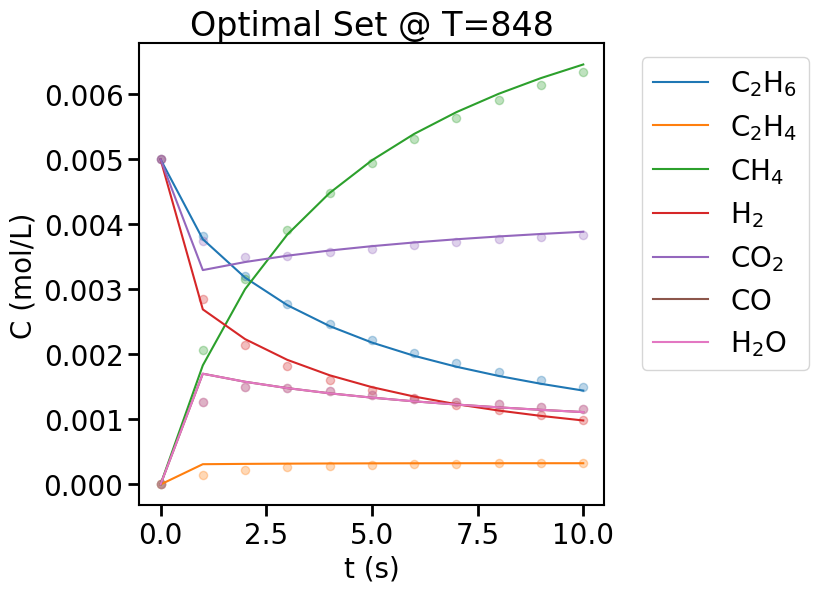 Optimal Set @ T=848
C (mol/L)
0.006
0.005
0.004
0.003
0.002
0.001
0.000
0.0 2.5 5.0 7.5 10.0
t (s)
C₂H₆
C₂H₄
CH₄
H₂
CO₂
CO
H₂O